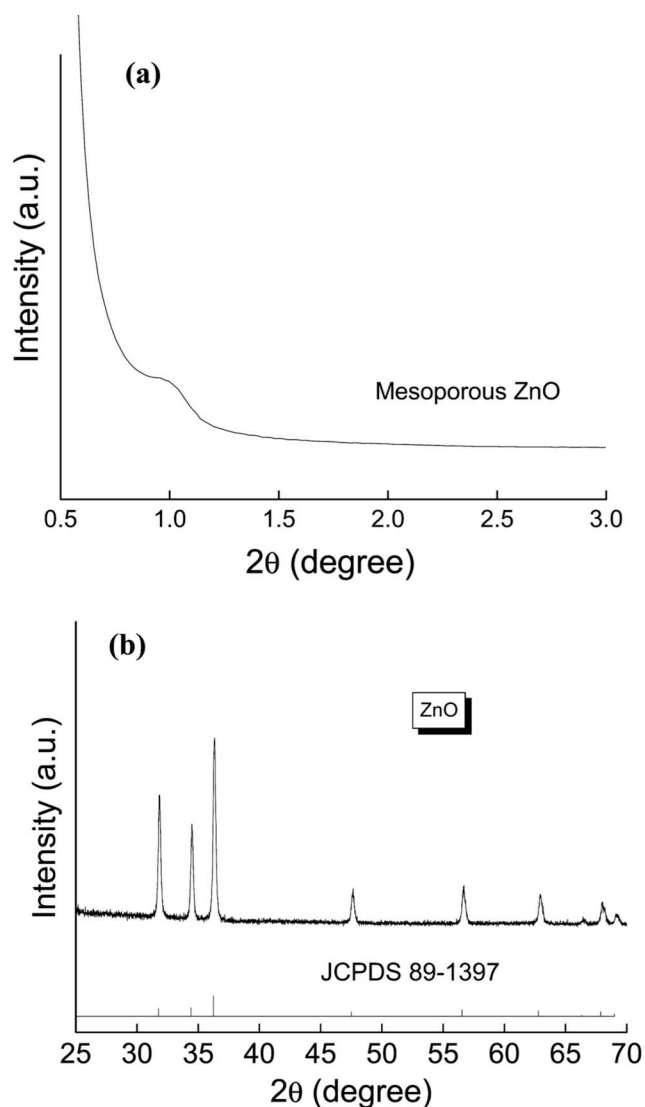 (a)
Intensity (a.u.)
Mesoporous ZnO
0.5 1.0 1.5 2.0 2.5 3.0
2θ (degree)
(b)
ZnO
Intensity (a.u.)
JCPDS 89-1397
25 30 35 40 45 50 55 60 65 70
2θ (degree)